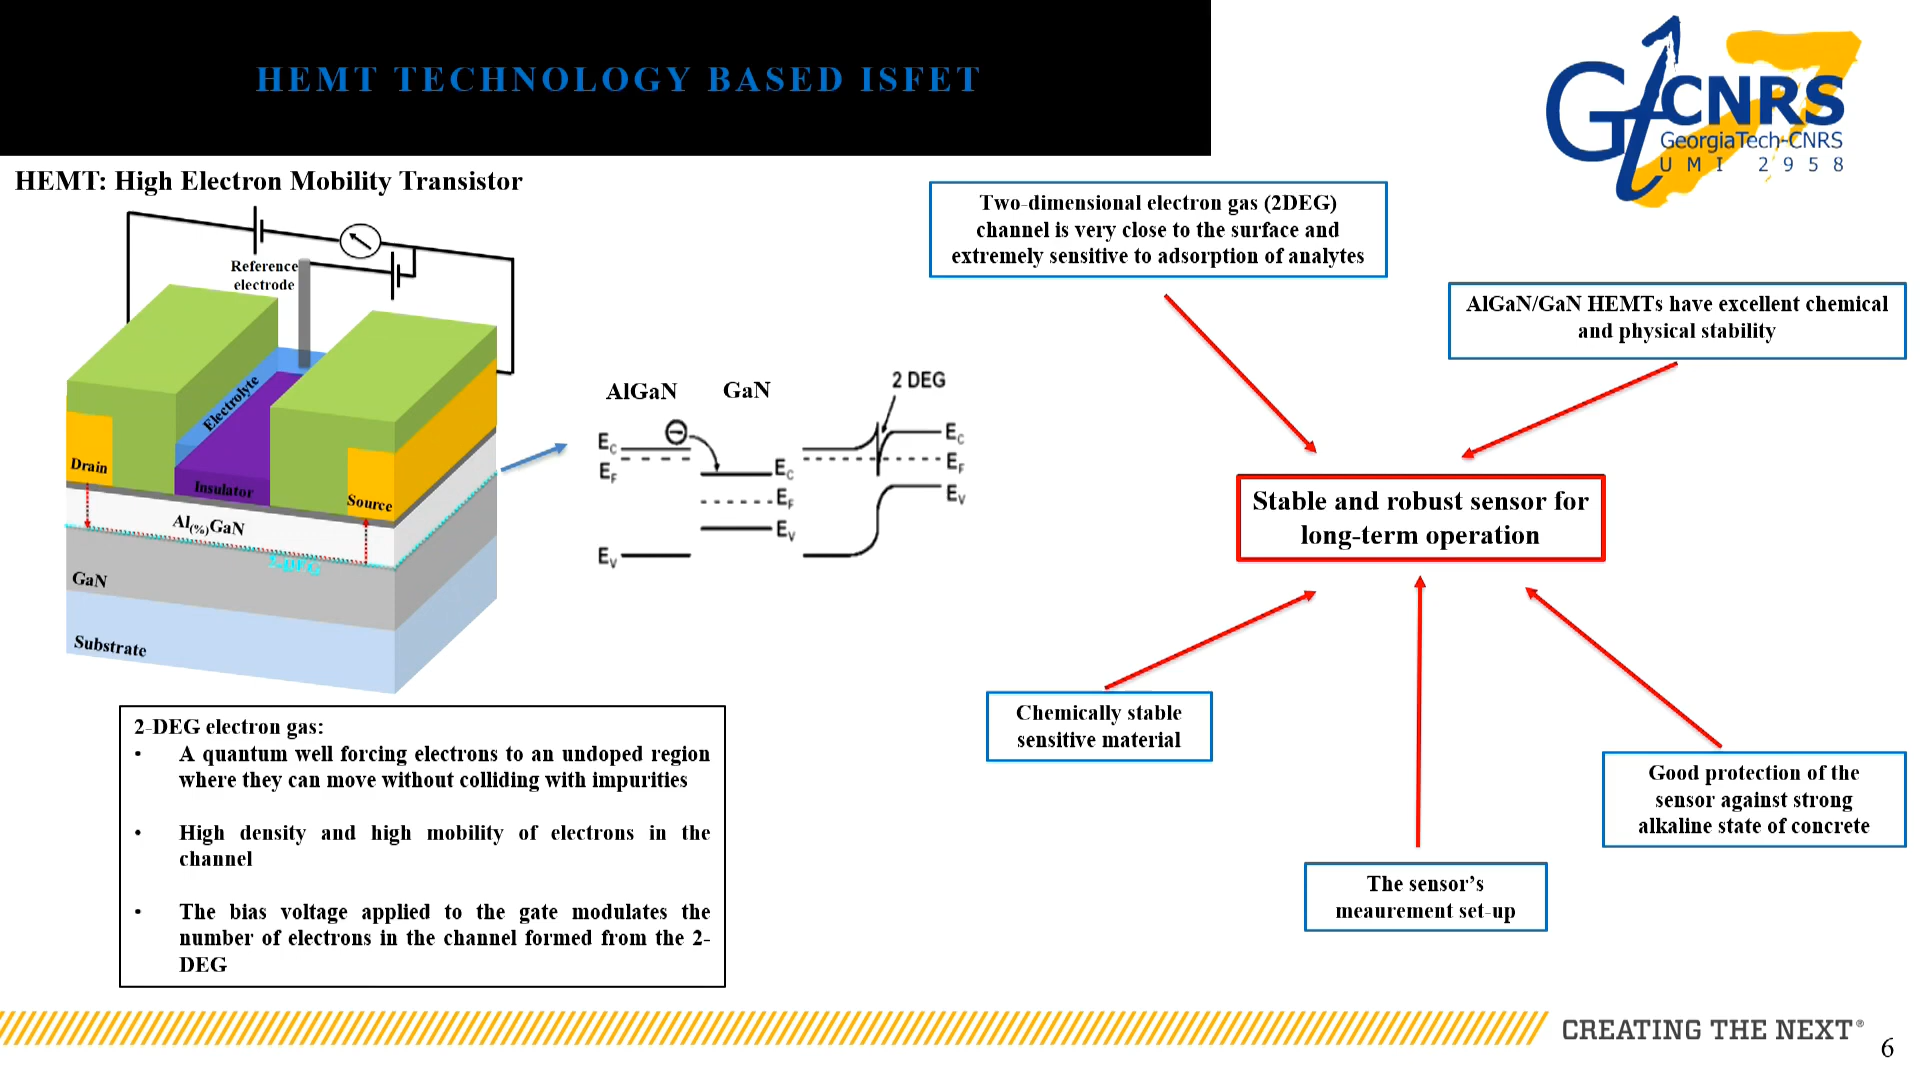 HEMT TECHNOLOGY BASED ISFET
GtCNRS
GeorgiaTech-CNRS
UMI 2958
HEMT: High Electron Mobility Transistor
Reference
electrode
Electrolyte
Drain
Insulator
Source
Al(%)GaN
2-DEG
GaN
Substrate
AlGaN GaN
2 DEG
EC
EF
EV
EC
EF
EV
EC
EF
EV
Two-dimensional electron gas (2DEG)
channel is very close to the surface and
extremely sensitive to adsorption of analytes
AlGaN/GaN HEMTs have excellent chemical
and physical stability
Stable and robust sensor for
long-term operation
Chemically stable
sensitive material
Good protection of the
sensor against strong
alkaline state of concrete
The sensor’s
meaurement set-up
2-DEG electron gas:
• A quantum well forcing electrons to an undoped region
where they can move without colliding with impurities
• High density and high mobility of electrons in the
channel
• The bias voltage applied to the gate modulates the
number of electrons in the channel formed from the 2-
DEG
CREATING THE NEXT®
6